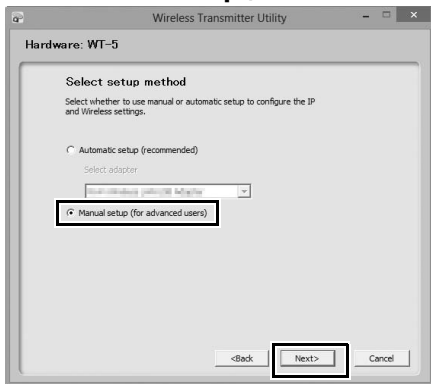 Wireless Transmitter Utility
Hardware: WT-5
Select setup method
Select whether to use manual or automatic setup to configure the IP
and Wireless settings.
Automatic setup (recommended)
Select adapter
Manual setup (for advanced users)
<Back Next> Cancel